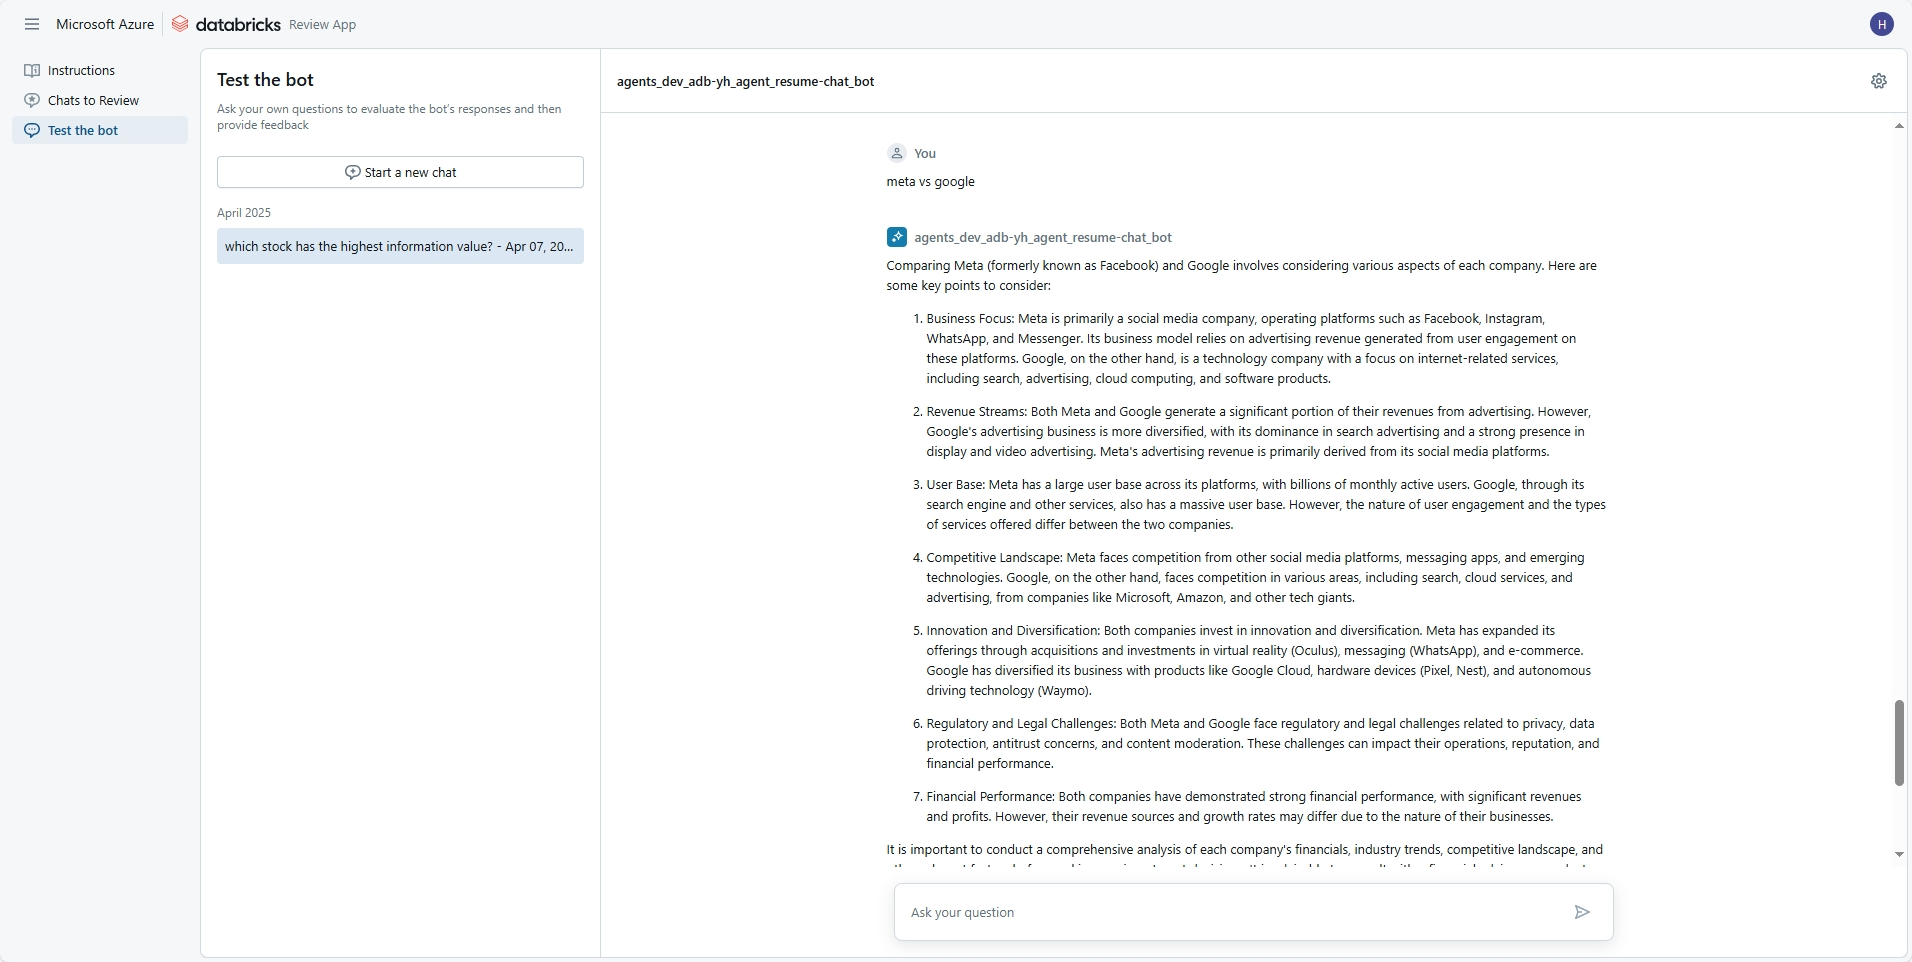 Microsoft Azure
databricks Review App
H
Instructions
Chats to Review
Test the bot
Test the bot
Ask your own questions to evaluate the bot's responses and then
provide feedback
Start a new chat
April 2025
which stock has the highest information value? - Apr 07, 20...
agents_dev_adb-yh_agent_resume-chat_bot
You
meta vs google
agents_dev_adb-yh_agent_resume-chat_bot
Comparing Meta (formerly known as Facebook) and Google involves considering various aspects of each company. Here are
some key points to consider:
1. Business Focus: Meta is primarily a social media company, operating platforms such as Facebook, Instagram,
WhatsApp, and Messenger. Its business model relies on advertising revenue generated from user engagement on
these platforms. Google, on the other hand, is a technology company with a focus on internet-related services,
including search, advertising, cloud computing, and software products.
2. Revenue Streams: Both Meta and Google generate a significant portion of their revenues from advertising. However,
Google's advertising business is more diversified, with its dominance in search advertising and a strong presence in
display and video advertising. Meta's advertising revenue is primarily derived from its social media platforms.
3. User Base: Meta has a large user base across its platforms, with billions of monthly active users. Google, through its
search engine and other services, also has a massive user base. However, the nature of user engagement and the types
of services offered differ between the two companies.
4. Competitive Landscape: Meta faces competition from other social media platforms, messaging apps, and emerging
technologies. Google, on the other hand, faces competition in various areas, including search, cloud services, and
advertising, from companies like Microsoft, Amazon, and other tech giants.
5. Innovation and Diversification: Both companies invest in innovation and diversification. Meta has expanded its
offerings through acquisitions and investments in virtual reality (Oculus), messaging (WhatsApp), and e-commerce.
Google has diversified its business with products like Google Cloud, hardware devices (Pixel, Nest), and autonomous
driving technology (Waymo).
6. Regulatory and Legal Challenges: Both Meta and Google face regulatory and legal challenges related to privacy, data
protection, antitrust concerns, and content moderation. These challenges can impact their operations, reputation, and
financial performance.
7. Financial Performance: Both companies have demonstrated strong financial performance, with significant revenues
and profits. However, their revenue sources and growth rates may differ due to the nature of their businesses.
It is important to conduct a comprehensive analysis of each company's financials, industry trends, competitive landscape, and
Ask your question